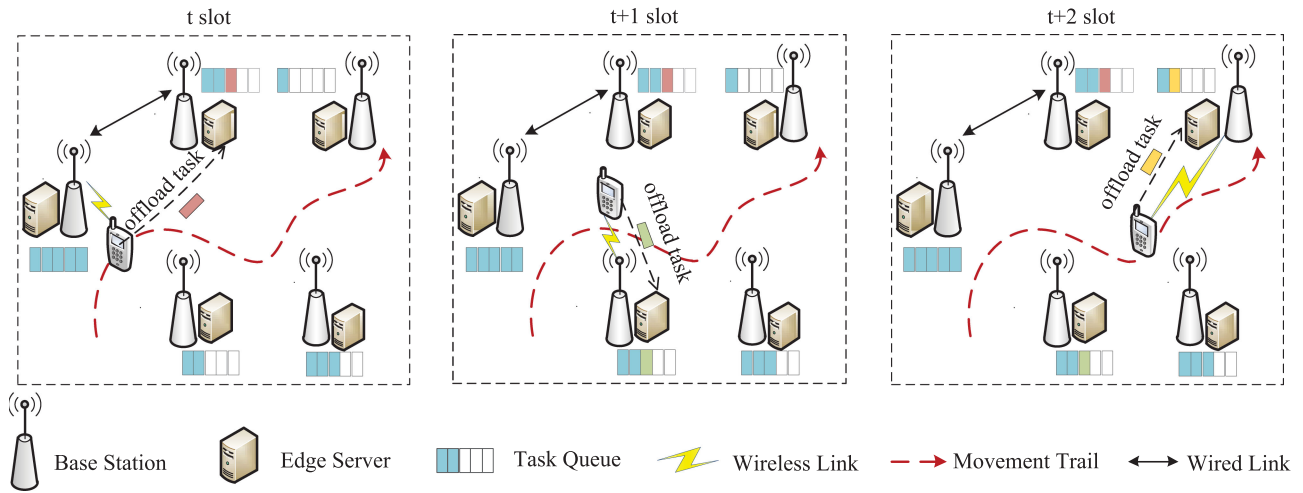 t slot
t+1 slot
t+2 slot
offload task
offload task
offload task
Base Station
Edge Server
Task Queue
Wireless Link
Movement Trail
Wired Link